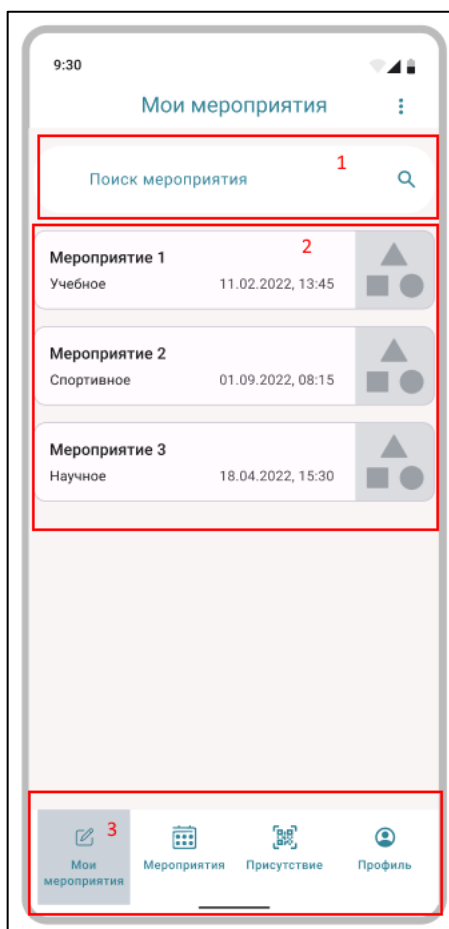 9:30
Мои мероприятия
1
Поиск мероприятия
2
Мероприятие 1
Учебное 11.02.2022, 13:45
Мероприятие 2
Спортивное 01.09.2022, 08:15
Мероприятие 3
Научное 18.04.2022, 15:30
3
Мои мероприятия
Мероприятия
Присутствие
Профиль